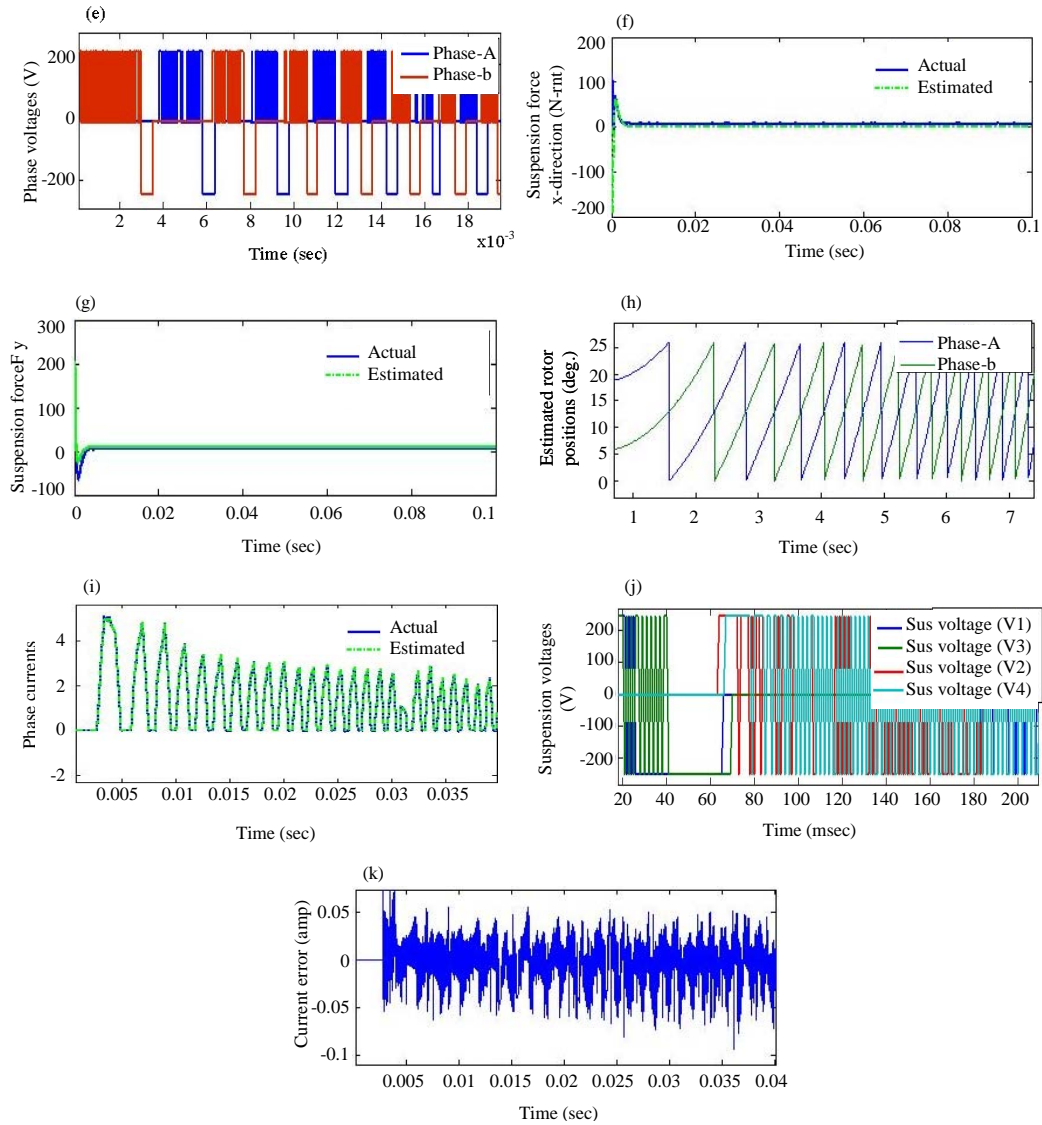 (e)
Phase voltages (V)
200
0
-200
Phase-A
Phase-b
2 4 6 8 10 12 14 16 18
x10-3
Time (sec)
(f)
Suspension force
x-direction (N-rnt)
200
100
0
-100
-200
Actual
Estimated
0 0.02 0.04 0.06 0.08 0.1
Time (sec)
(g)
Suspension forceF y
300
200
100
0
-100
Actual
Estimated
0 0.02 0.04 0.06 0.08 0.1
Time (sec)
(h)
Estimated rotor
positions (deg.)
25
20
15
10
5
0
Phase-A
Phase-b
1 2 3 4 5 6 7
Time (sec)
(i)
Phase currents
4
2
0
-2
Actual
Estimated
0.005 0.01 0.015 0.02 0.025 0.03 0.035
Time (sec)
(j)
Suspension voltages
(V)
200
100
0
-100
-200
Sus voltage (V1)
Sus voltage (V3)
Sus voltage (V2)
Sus voltage (V4)
20 40 60 80 100 120 140 160 180 200
Time (msec)
(k)
Current error (amp)
0.05
0
-0.05
-0.1
0.005 0.01 0.015 0.02 0.025 0.03 0.035 0.04
Time (sec)